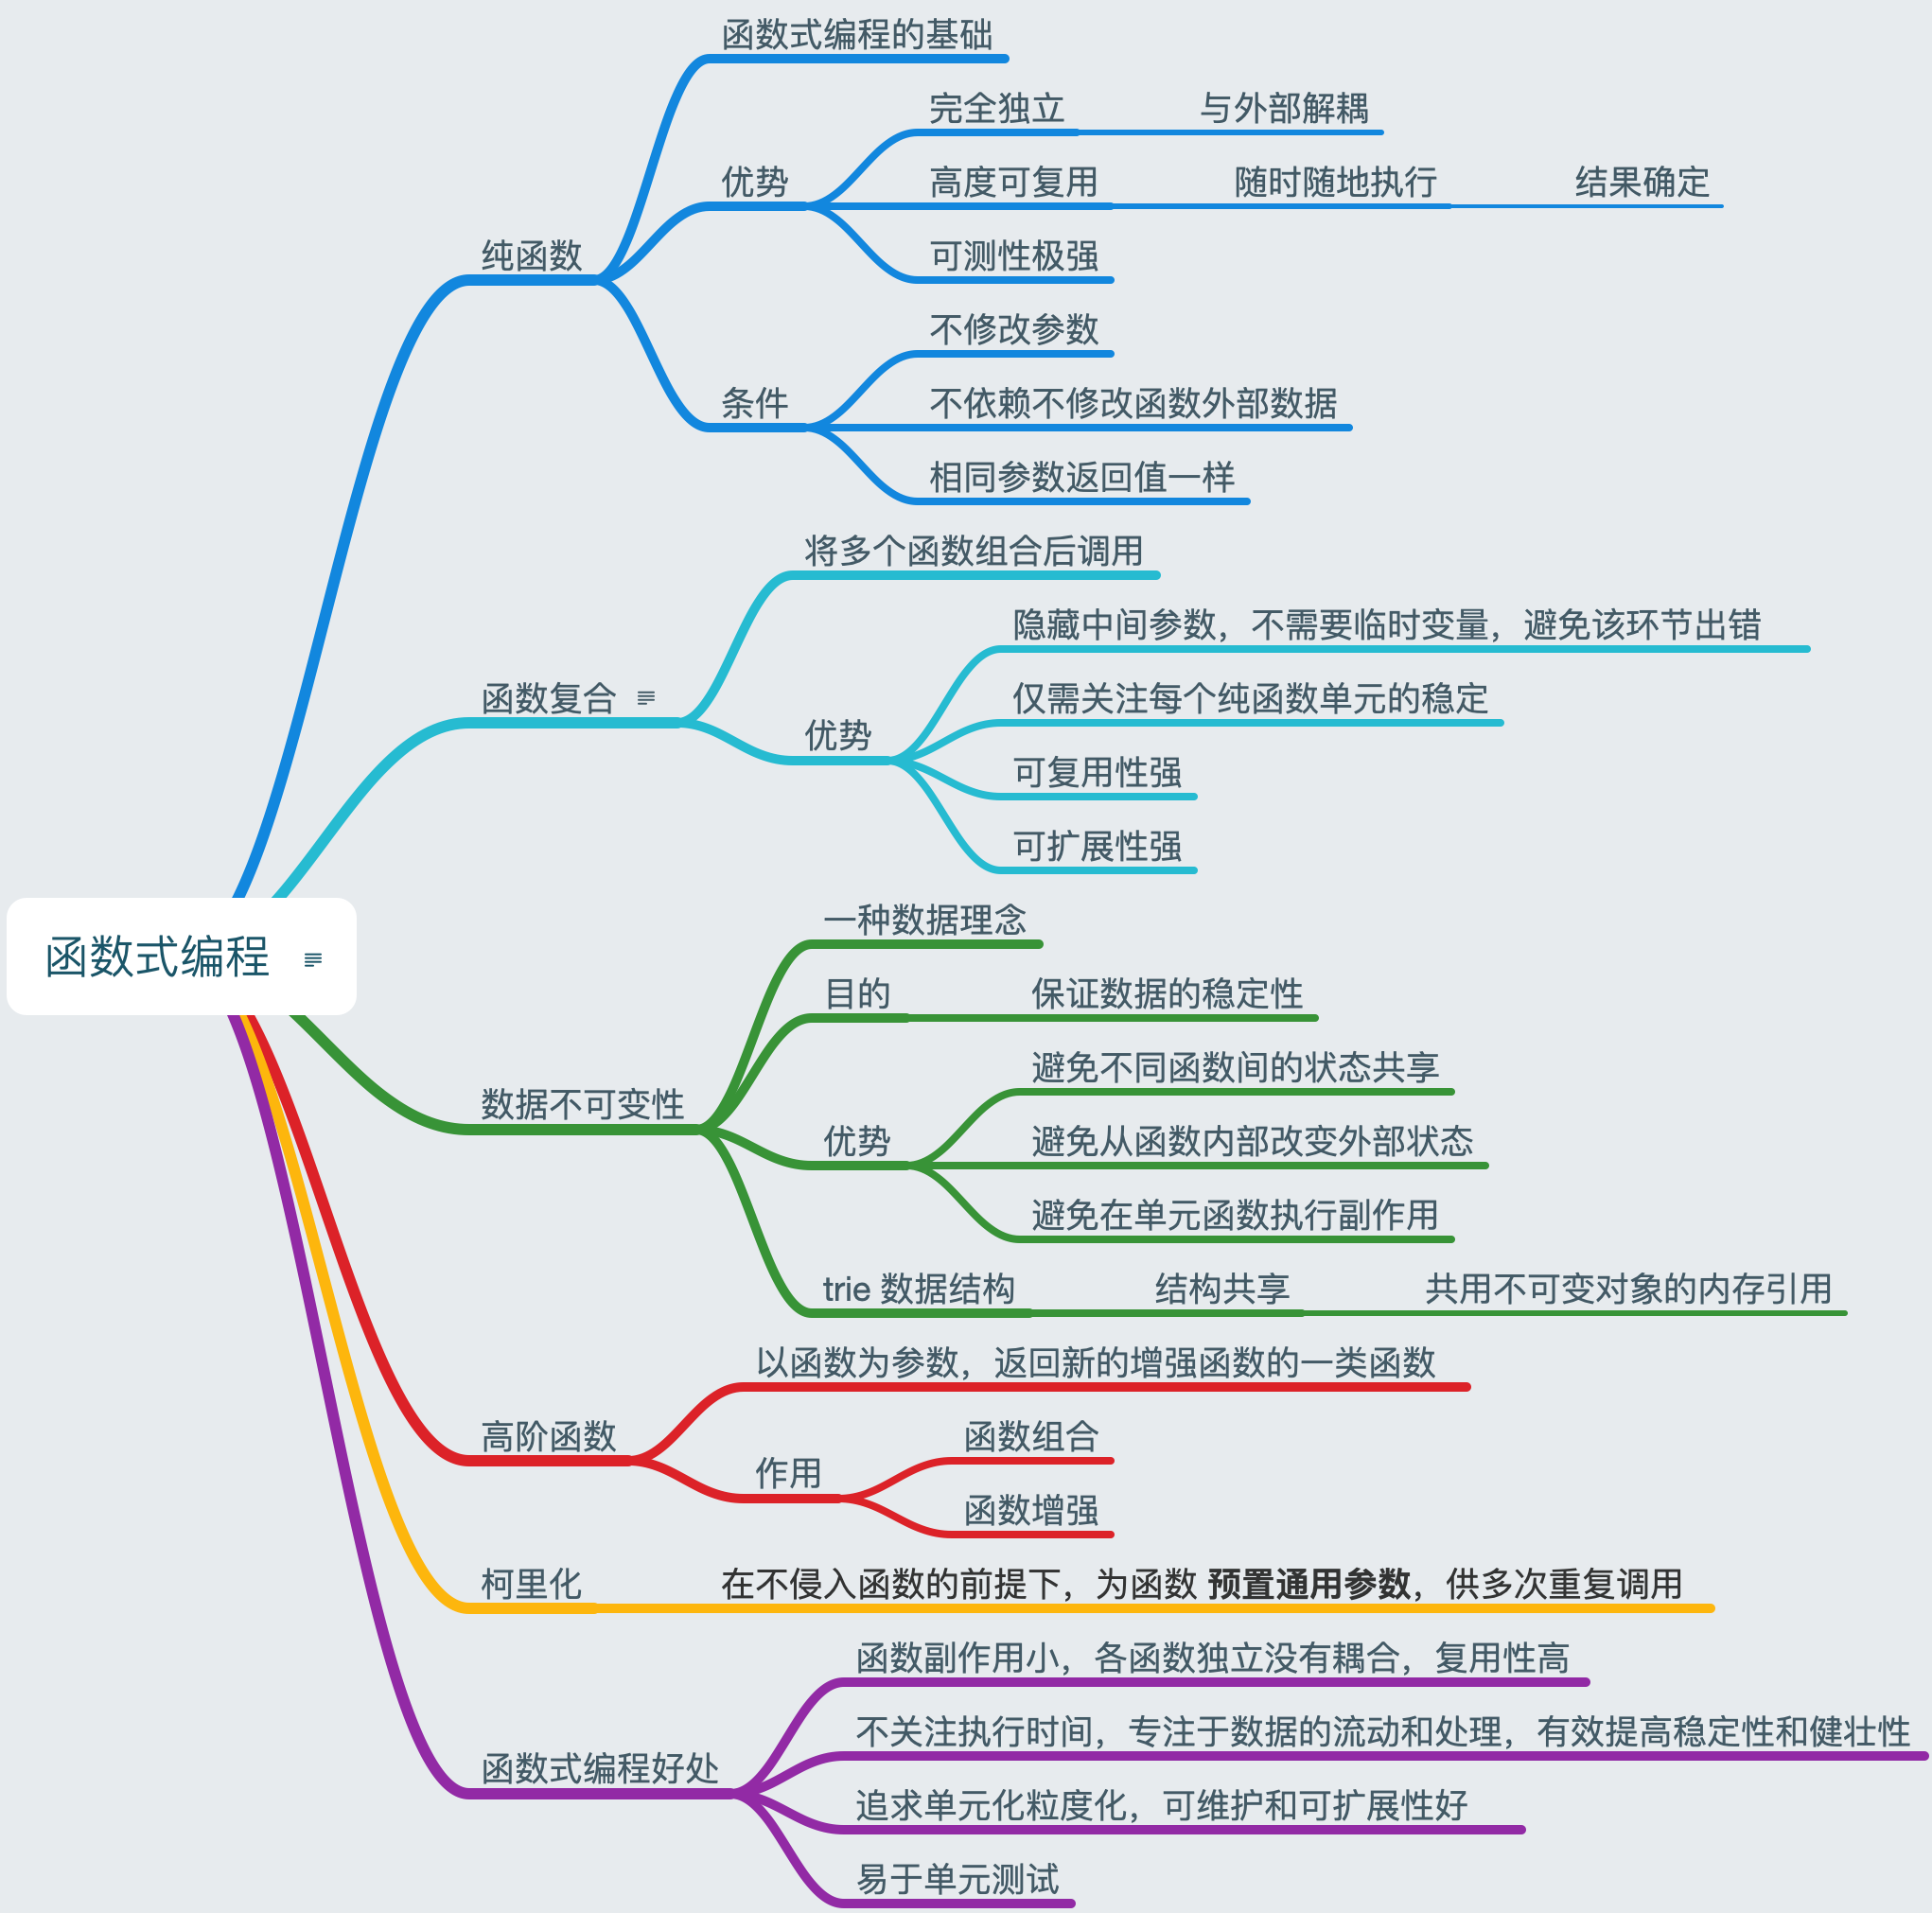 函数式编程
纯函数
函数式编程的基础
优势
完全独立
与外部解耦
高度可复用
随时随地执行
结果确定
可测性极强
条件
不修改参数
不依赖不修改函数外部数据
相同参数返回值一样
函数复合
将多个函数组合后调用
优势
隐藏中间参数，不需要临时变量，避免该环节出错
仅需关注每个纯函数单元的稳定
可复用性强
可扩展性强
数据不可变性
一种数据理念
目的
保证数据的稳定性
优势
避免不同函数间的状态共享
避免从函数内部改变外部状态
避免在单元函数执行副作用
trie 数据结构
结构共享
共用不可变对象的内存引用
高阶函数
以函数为参数，返回新的增强函数的一类函数
作用
函数组合
函数增强
柯里化
在不侵入函数的前提下，为函数 预置通用参数，供多次重复调用
函数式编程好处
函数副作用小，各函数独立没有耦合，复用性高
不关注执行时间，专注于数据的流动和处理，有效提高稳定性和健壮性
追求单元化粒度化，可维护和可扩展性好
易于单元测试